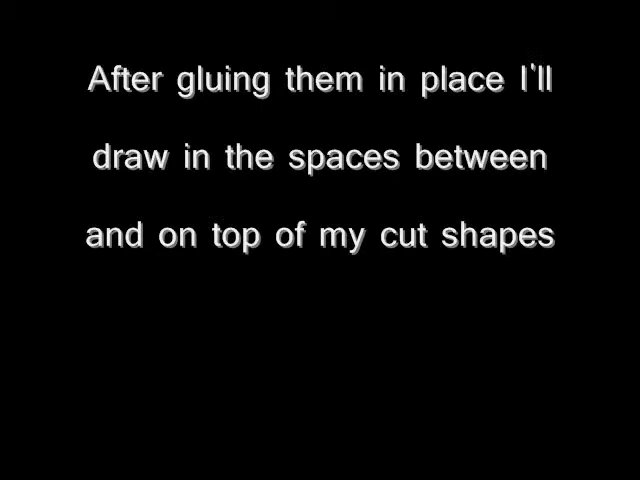 After gluing them in place I'll
draw in the spaces between
and on top of my cut shapes